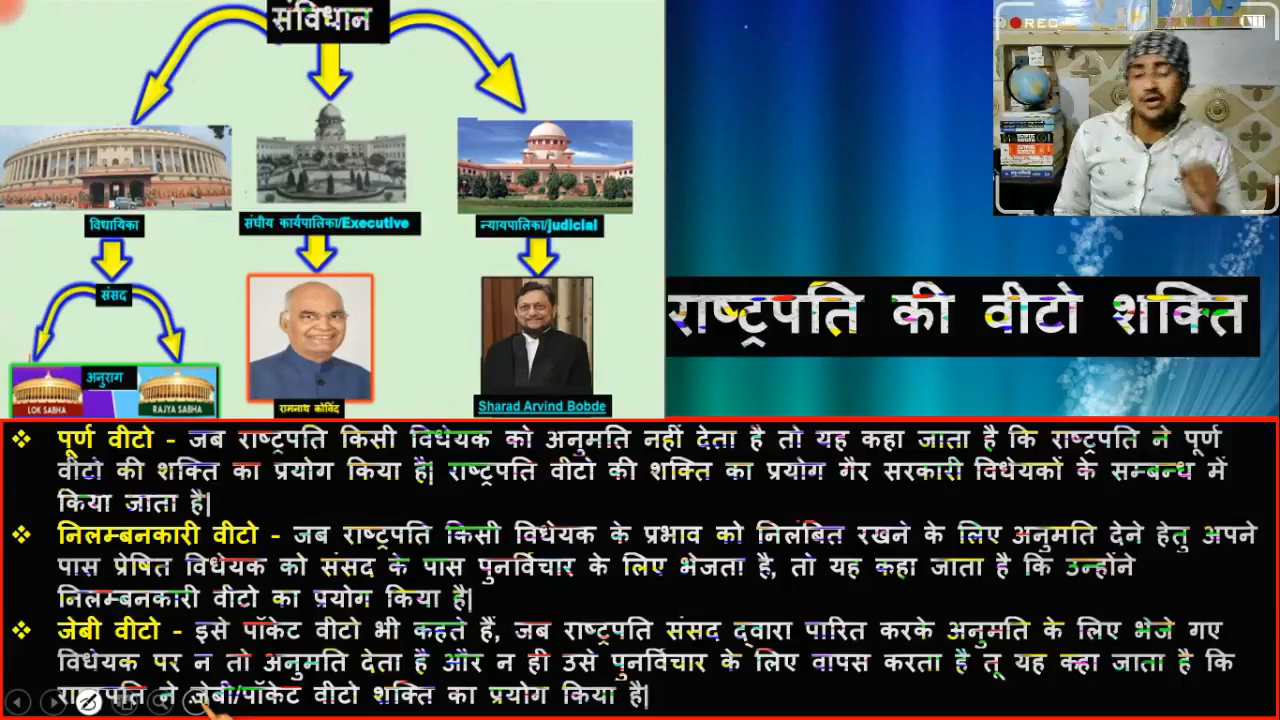 संविधान
REC
विधायिका
संघीय कार्यपालिका/Executive
न्यायपालिका/judicial
संसद
अनुराग
LOK SABHA
RAJYA SABHA
रामनाथ कोविंद
Sharad Arvind Bobde
राष्ट्रपति की वीटो शक्ति
❖ पूर्ण वीटो - जब राष्ट्रपति किसी विधेयक को अनुमति नहीं देता है तो यह कहा जाता है कि राष्ट्रपति ने पूर्ण
वीटो की शक्ति का प्रयोग किया है| राष्ट्रपति वीटो की शक्ति का प्रयोग गैर सरकारी विधेयकों के सम्बन्ध में
किया जाता है|
❖ निलम्बनकारी वीटो - जब राष्ट्रपति किसी विधेयक के प्रभाव को निलंबित रखने के लिए अनुमति देने हेतु अपने
पास प्रेषित विधेयक को संसद के पास पुनर्विचार के लिए भेजता है, तो यह कहा जाता है कि उन्होंने
निलम्बनकारी वीटो का प्रयोग किया है|
❖ जेबी वीटो - इसे पॉकेट वीटो भी कहते हैं, जब राष्ट्रपति संसद द्वारा पारित करके अनुमति के लिए भेजे गए
विधेयक पर न तो अनुमति देता है और न ही उसे पुनर्विचार के लिए वापस करता है तू यह कहा जाता है कि
राष्ट्रपति ने जेबी/पॉकेट वीटो शक्ति का प्रयोग किया है|